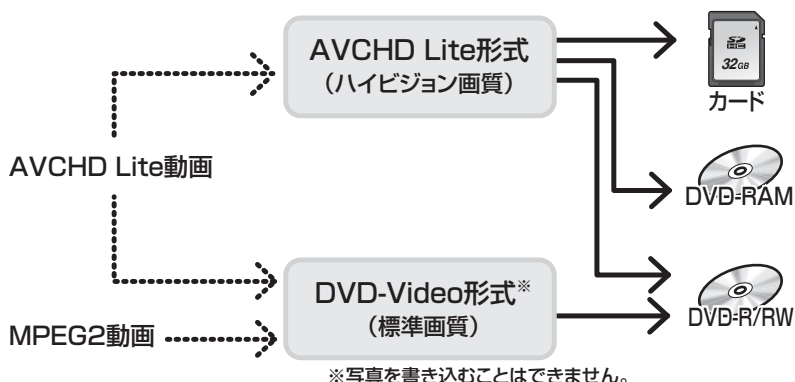 AVCHD Lite形式
(ハイビジョン画質)
SDHC
32GB
カード
AVCHD Lite動画
DVD-RAM
DVD-Video形式※
(標準画質)
DVD-R/RW
MPEG2動画
※写真を書き込むことはできません。